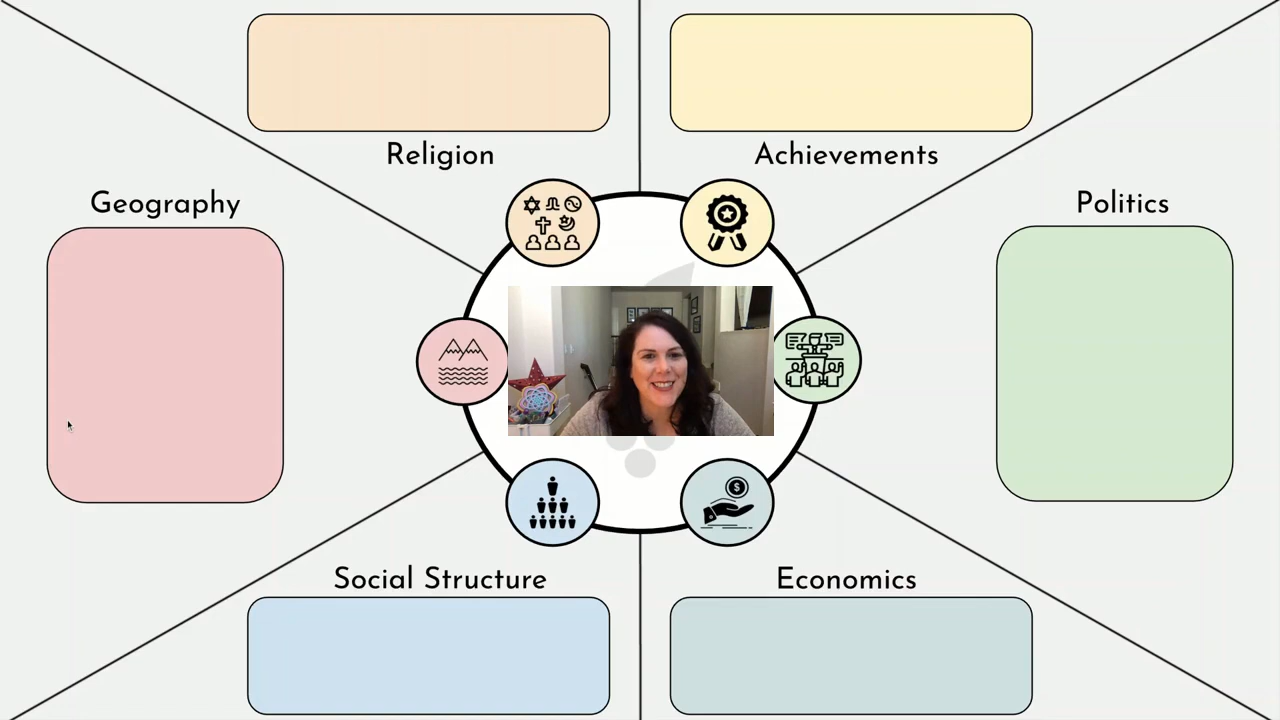 Religion
Achievements
Geography
Politics
$
Social Structure
Economics